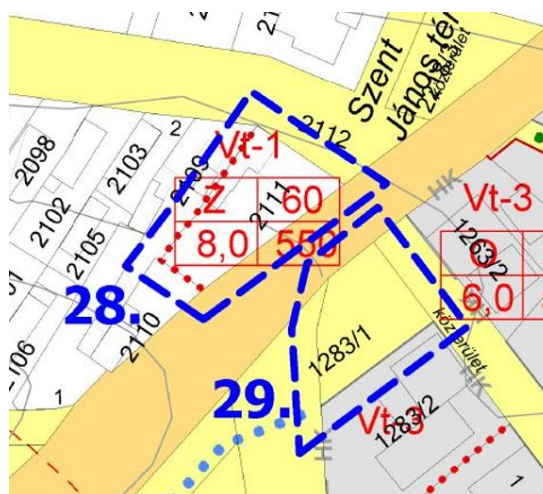 Szent
János tér
közterület
2
2112
Vt-1
2098
2103
2109
Z
60
2102
2111
Vt-3
HK
8,0
550
1263/2
O
2105
6,0
28.
2110
közterület
2106
1283/1
HK
1
29.
Vt-3
1283/2
1